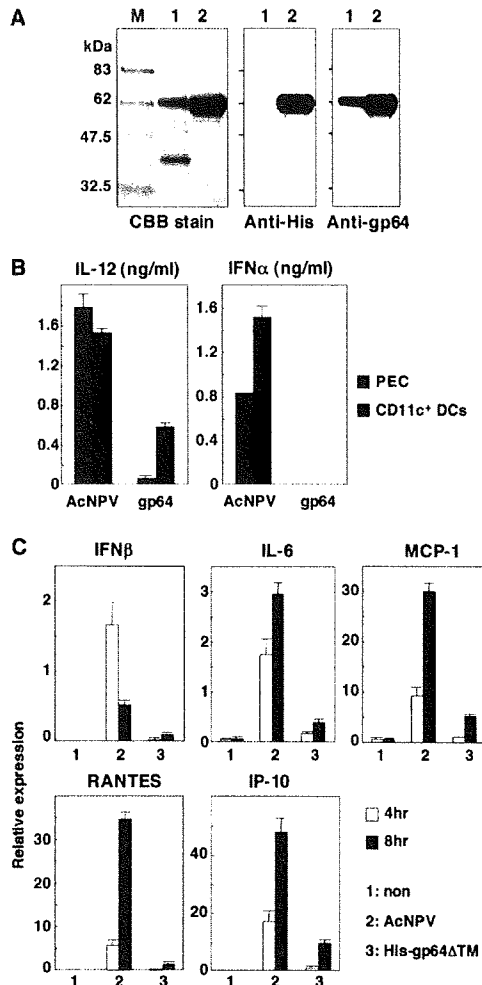 A
M 1 2 1 2 1 2
kDa
83
62
47.5
32.5
CBB stain Anti-His Anti-gp64
B
IL-12 (ng/ml) IFNα (ng/ml)
1.6 1.6
1.2 1.2
0.8 0.8
0.4 0.4
0 0
AcNPV gp64 AcNPV gp64
PEC
CD11c⁺ DCs
C
IFNβ IL-6 MCP-1
2 3 30
2 20
1
1 10
0 0 0
1 2 3 1 2 3 1 2 3
Relative expression
RANTES IP-10
30 40
20
20
10
0 0
1 2 3 1 2 3
4hr
8hr
1: non
2: AcNPV
3: His-gp64ΔTM